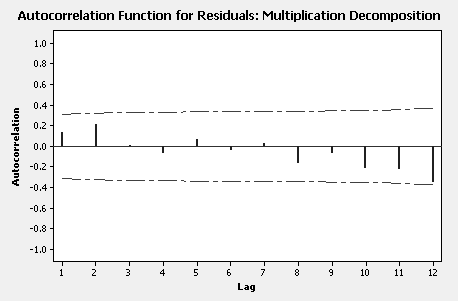 Autocorrelation Function for Residuals: Multiplication Decomposition
1.0
0.8
0.6
0.4
0.2
0.0
-0.2
-0.4
-0.6
-0.8
-1.0
Autocorrelation
1 2 3 4 5 6 7 8 9 10 11 12
Lag